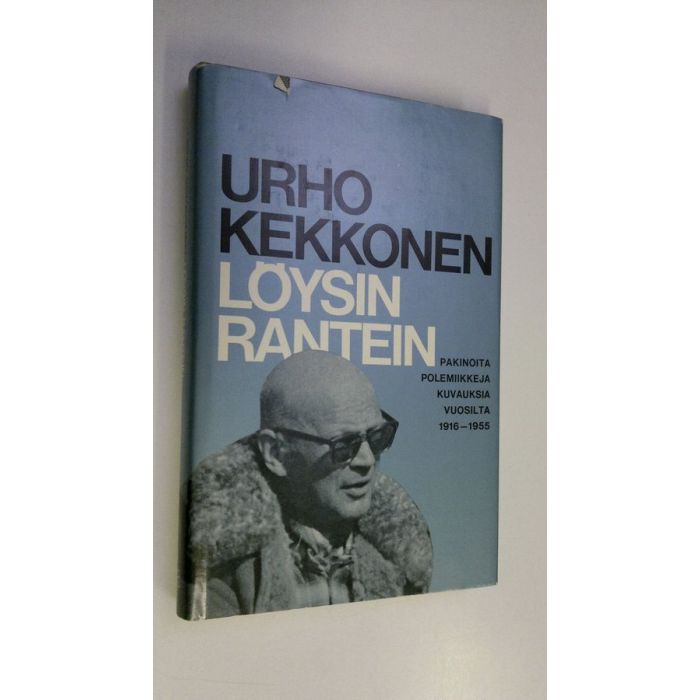 URHO
KEKKONEN
LÖYSIN
RANTEIN
PAKINOITA
POLEMIIKKEJA
KUVAUKSIA
VUOSILTA
1916–1955